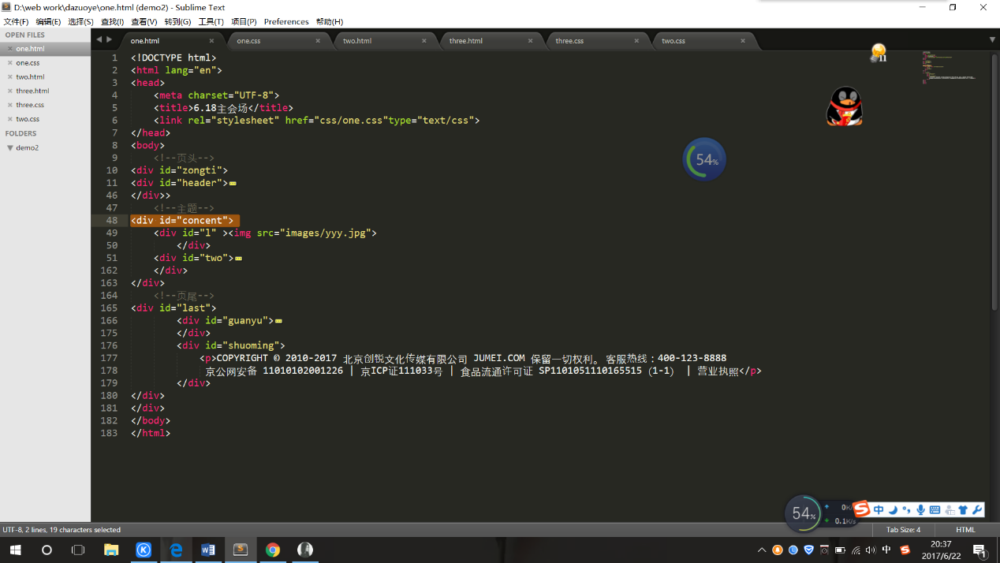 D:\web work\dazuoye\one.html (demo2) - Sublime Text
文件(F) 编辑(E) 选择(S) 查找(I) 查看(V) 转到(G) 工具(T) 项目(P) Preferences 帮助(H)
OPEN FILES
one.html
one.css
two.html
three.html
three.css
two.css
FOLDERS
demo2
one.html one.css two.html three.html three.css two.css
1 <!DOCTYPE html>
2 <html lang="en">
3 <head>
4 <meta charset="UTF-8">
5 <title>6.18主会场</title>
6 <link rel="stylesheet" href="css/one.css"type="text/css">
7 </head>
8 <body>
9 <!--页头-->
10 <div id="zongti">
11 <div id="header">
46 </div>>
47 <!--主题-->
48 <div id="concent">
49 <div id="l" ><img src="images/yyy.jpg">
50 </div>
51 <div id="two">
162 </div>
163 </div>
164 <!--页尾-->
165 <div id="last">
166 <div id="guanyu">
175 </div>
176 <div id="shuoming">
177 <p>COPYRIGHT © 2010-2017 北京创锐文化传媒有限公司 JUMEI.COM 保留一切权利。 客服热线：400-123-8888
178 京公网安备 11010102001226 | 京ICP证111033号 | 食品流通许可证 SP1101051110165515（1-1） | 营业执照</p>
179 </div>
180 </div>
181 </div>
182 </body>
183 </html>
11
54%
54%
0K
0.1K/s
中
UTF-8, 2 lines, 19 characters selected
Tab Size: 4
HTML
中
20:37
2017/6/22
1